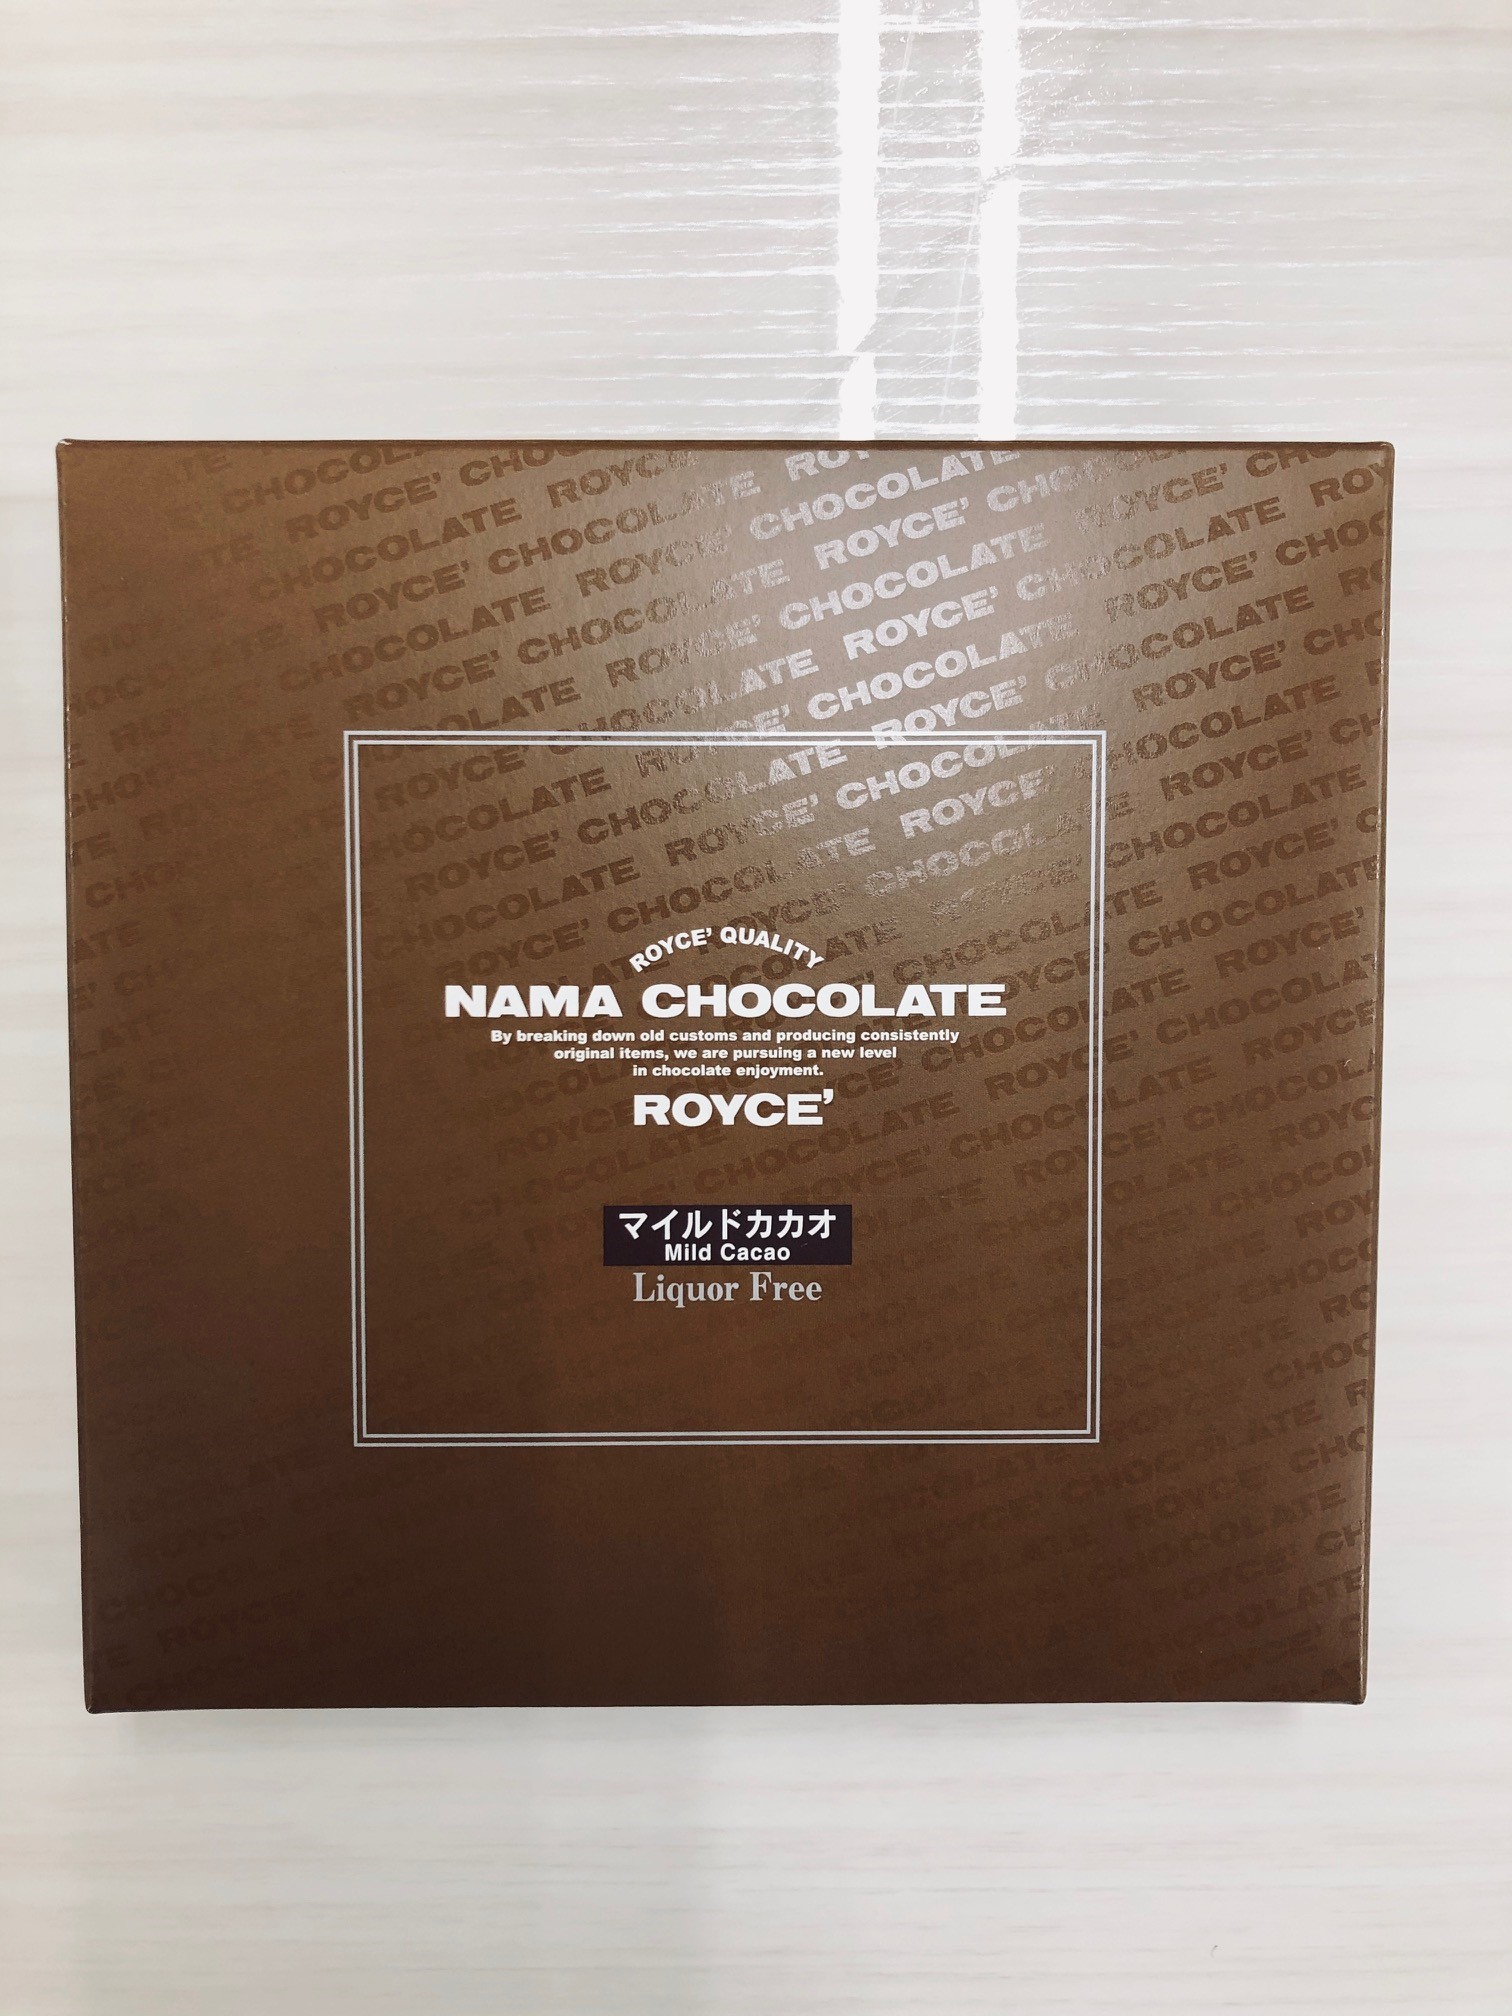 ROYCE' QUALITY
NAMA CHOCOLATE
By breaking down old customs and producing consistently
original items, we are pursuing a new level
in chocolate enjoyment.
ROYCE'
マイルドカカオ
Mild Cacao
Liquor Free